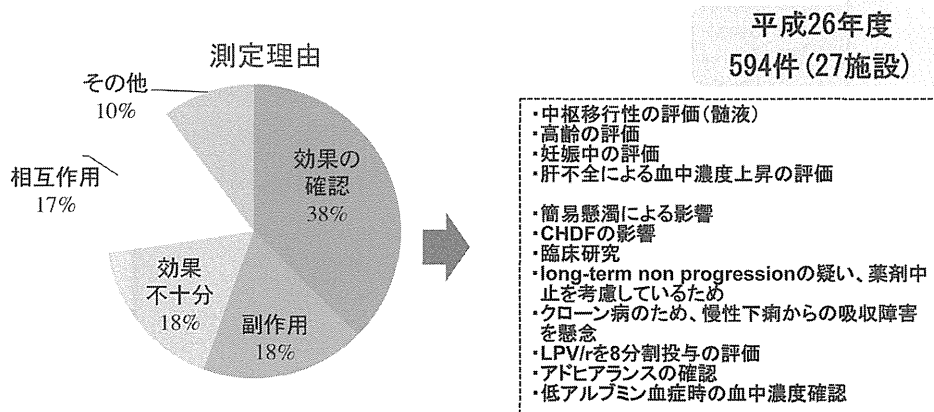 平成26年度
594件(27施設)
測定理由
その他
10%
相互作用
17%
効果
不十分
18%
副作用
18%
効果の
確認
38%
・中枢移行性の評価(髄液)
・高齢の評価
・妊娠中の評価
・肝不全による血中濃度上昇の評価
・簡易懸濁による影響
・CHDFの影響
・臨床研究
・long-term non progressionの疑い、薬剤中
止を考慮しているため
・クローン病のため、慢性下痢からの吸収障害
を懸念
・LPV/rを8分割投与の評価
・アドヒアランスの確認
・低アルブミン血症時の血中濃度確認